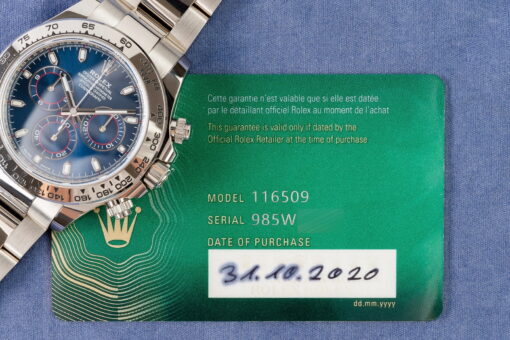 ROLEX
Cette garantie n'est valable que si elle est datée
par le détaillant officiel Rolex au moment de l'achat
This guarantee is valid only if dated by the
Official Rolex Retailer at the time of purchase
MODEL 116509
SERIAL 985W
DATE OF PURCHASE
31.10.2020
dd.mm.yyyy